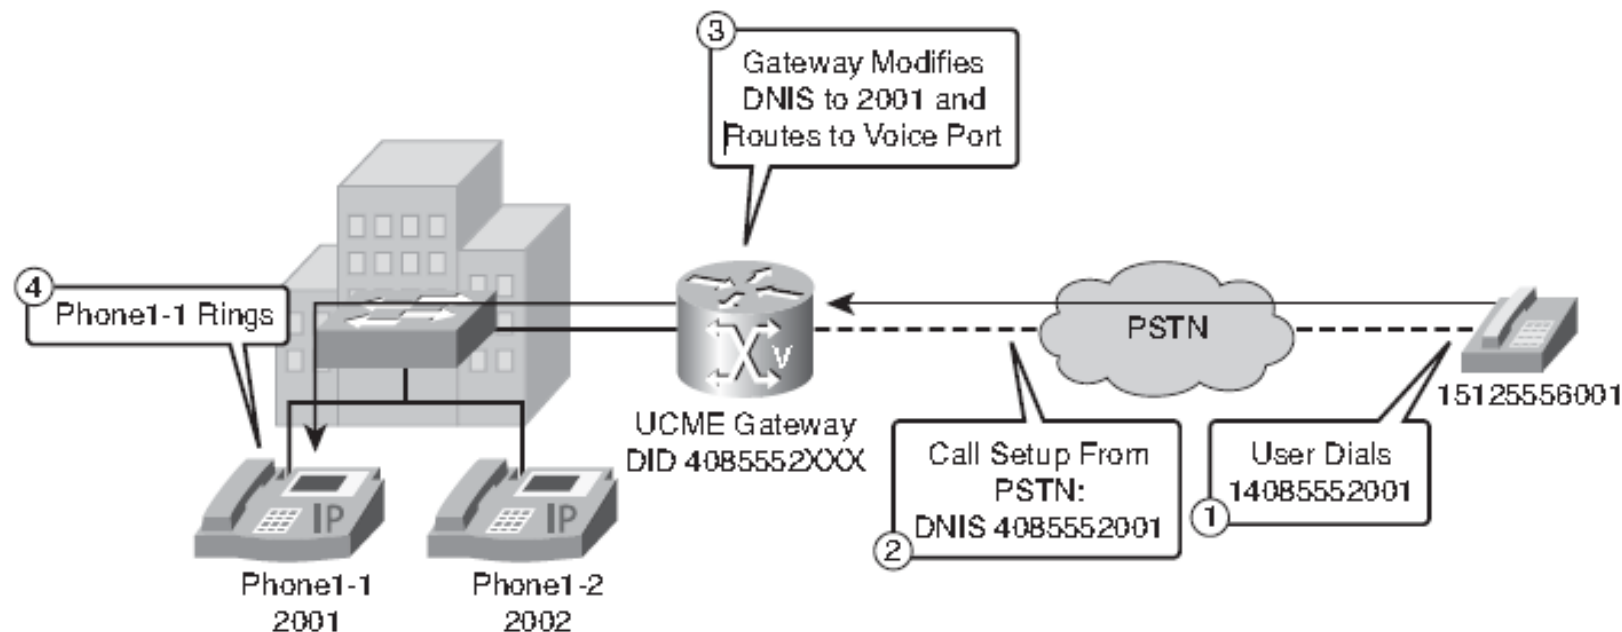 3
Gateway Modifies
DNIS to 2001 and
Routes to Voice Port
4
Phone1-1 Rings
V
PSTN
15125556001
UCME Gateway
DID 4085552XXX
Call Setup From
PSTN:
DNIS 4085552001
2
User Dials
14085552001
1
IP
IP
Phone1-1
2001
Phone1-2
2002